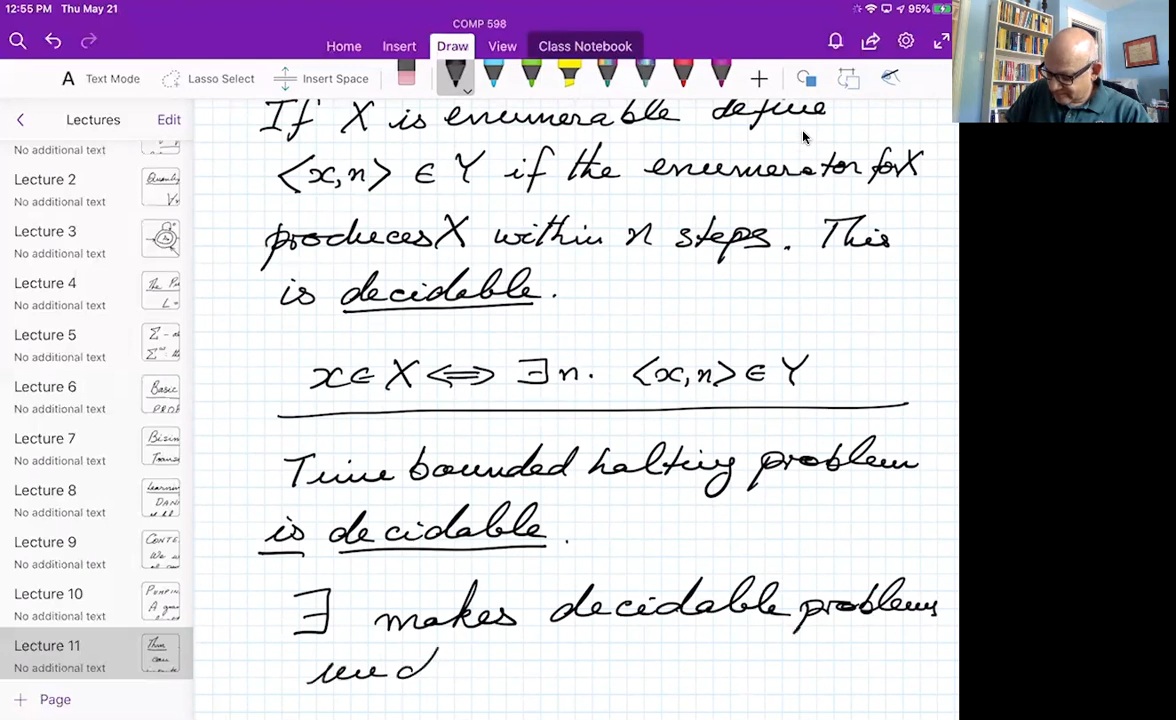 12:55 PM Thu May 21
95%
COMP 598
Home Insert Draw View Class Notebook
A Text Mode Lasso Select Insert Space
Lectures Edit
No additional text
Lecture 2
No additional text
Lecture 3
No additional text
Lecture 4
No additional text
Lecture 5
No additional text
Lecture 6
No additional text
Lecture 7
No additional text
Lecture 8
No additional text
Lecture 9
No additional text
Lecture 10
No additional text
Lecture 11
No additional text
+ Page
If X is enumerable define
<x,n> ∈ Y if the enumerator for X
produces X within n steps. This
is decidable.
x ∈ X ⟺ ∃n. <x,n> ∈ Y
Time bounded halting problem
is decidable.
∃ makes decidable problems
und